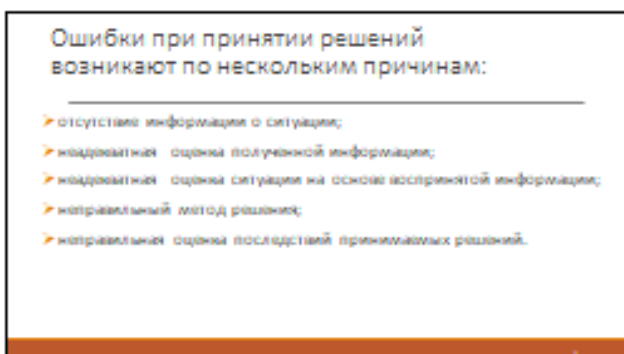 Ошибки при принятии решений
возникают по нескольким причинам:
отсутствие информации о ситуации;
неадекватная оценка полученной информации;
неадекватная оценка ситуации на основе воспринятой информации;
неправильный метод решения;
неправильная оценка последствий принимаемых решений.